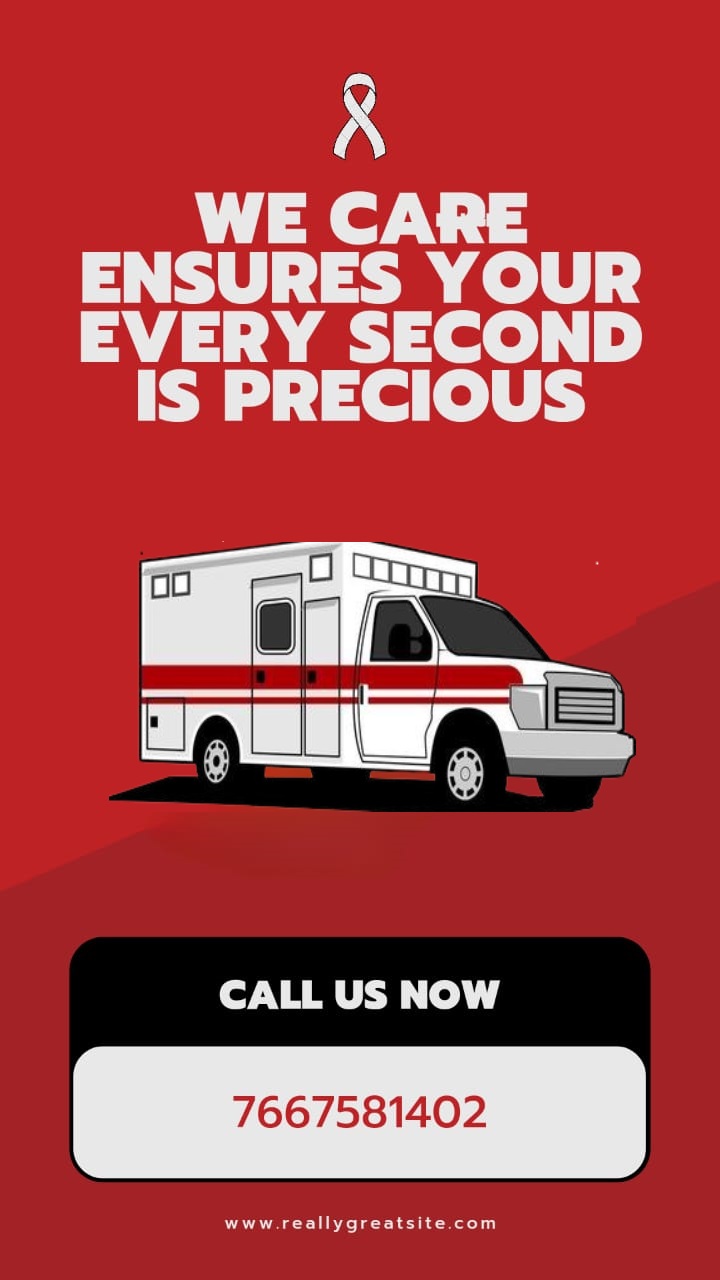 WE CARE
ENSURES YOUR
EVERY SECOND
IS PRECIOUS
CALL US NOW
7667581402
www.reallygreatsite.com